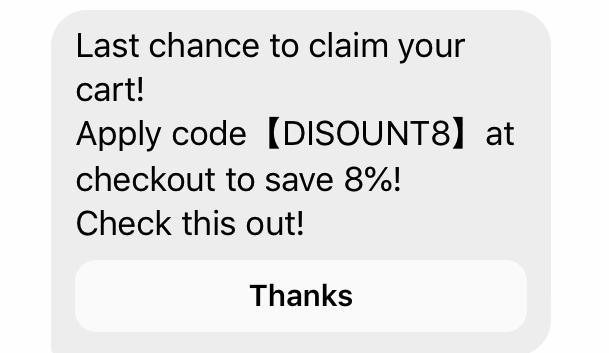 Last chance to claim your
cart!
Apply code【DISOUNT8】at
checkout to save 8%!
Check this out!
Thanks